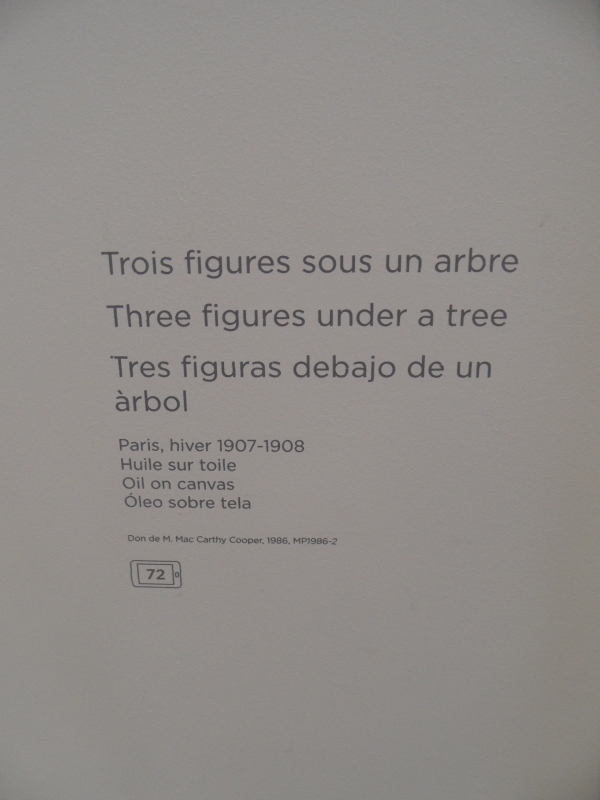 Trois figures sous un arbre
Three figures under a tree
Tres figuras debajo de un
àrbol
Paris, hiver 1907-1908
Huile sur toile
Oil on canvas
Óleo sobre tela
Don de M. Mac Carthy Cooper, 1986, MP1986-2
72